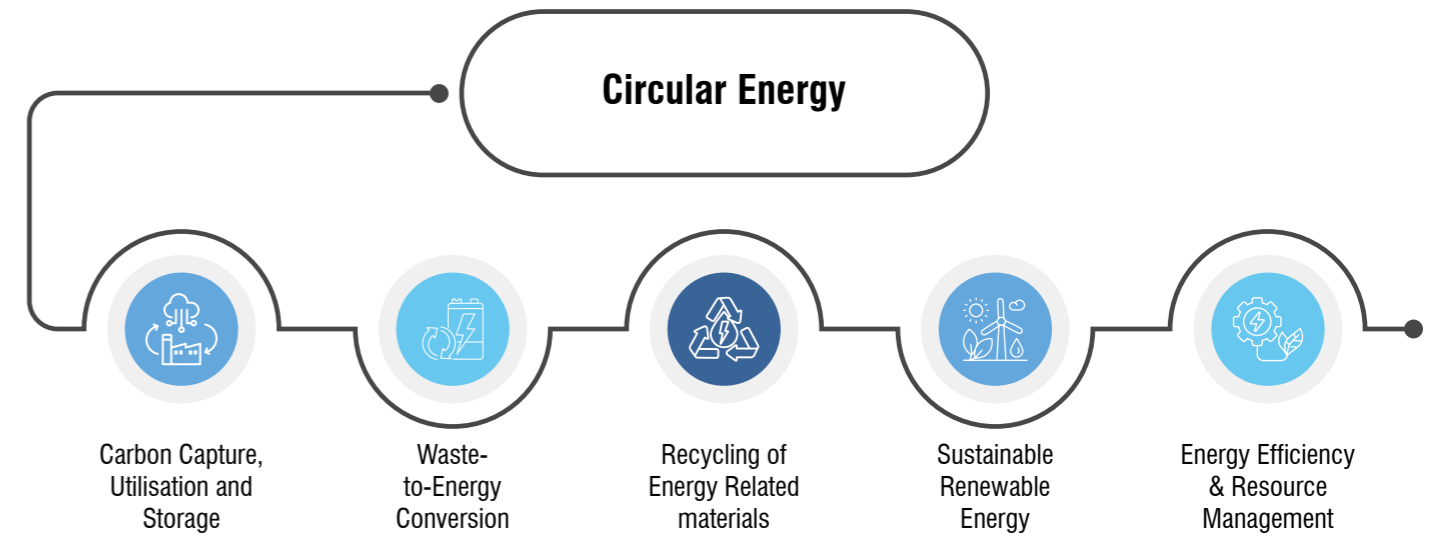 Circular Energy
Carbon Capture,
Utilisation and
Storage
Waste-
to-Energy
Conversion
Recycling of
Energy Related
materials
Sustainable
Renewable
Energy
Energy Efficiency
& Resource
Management